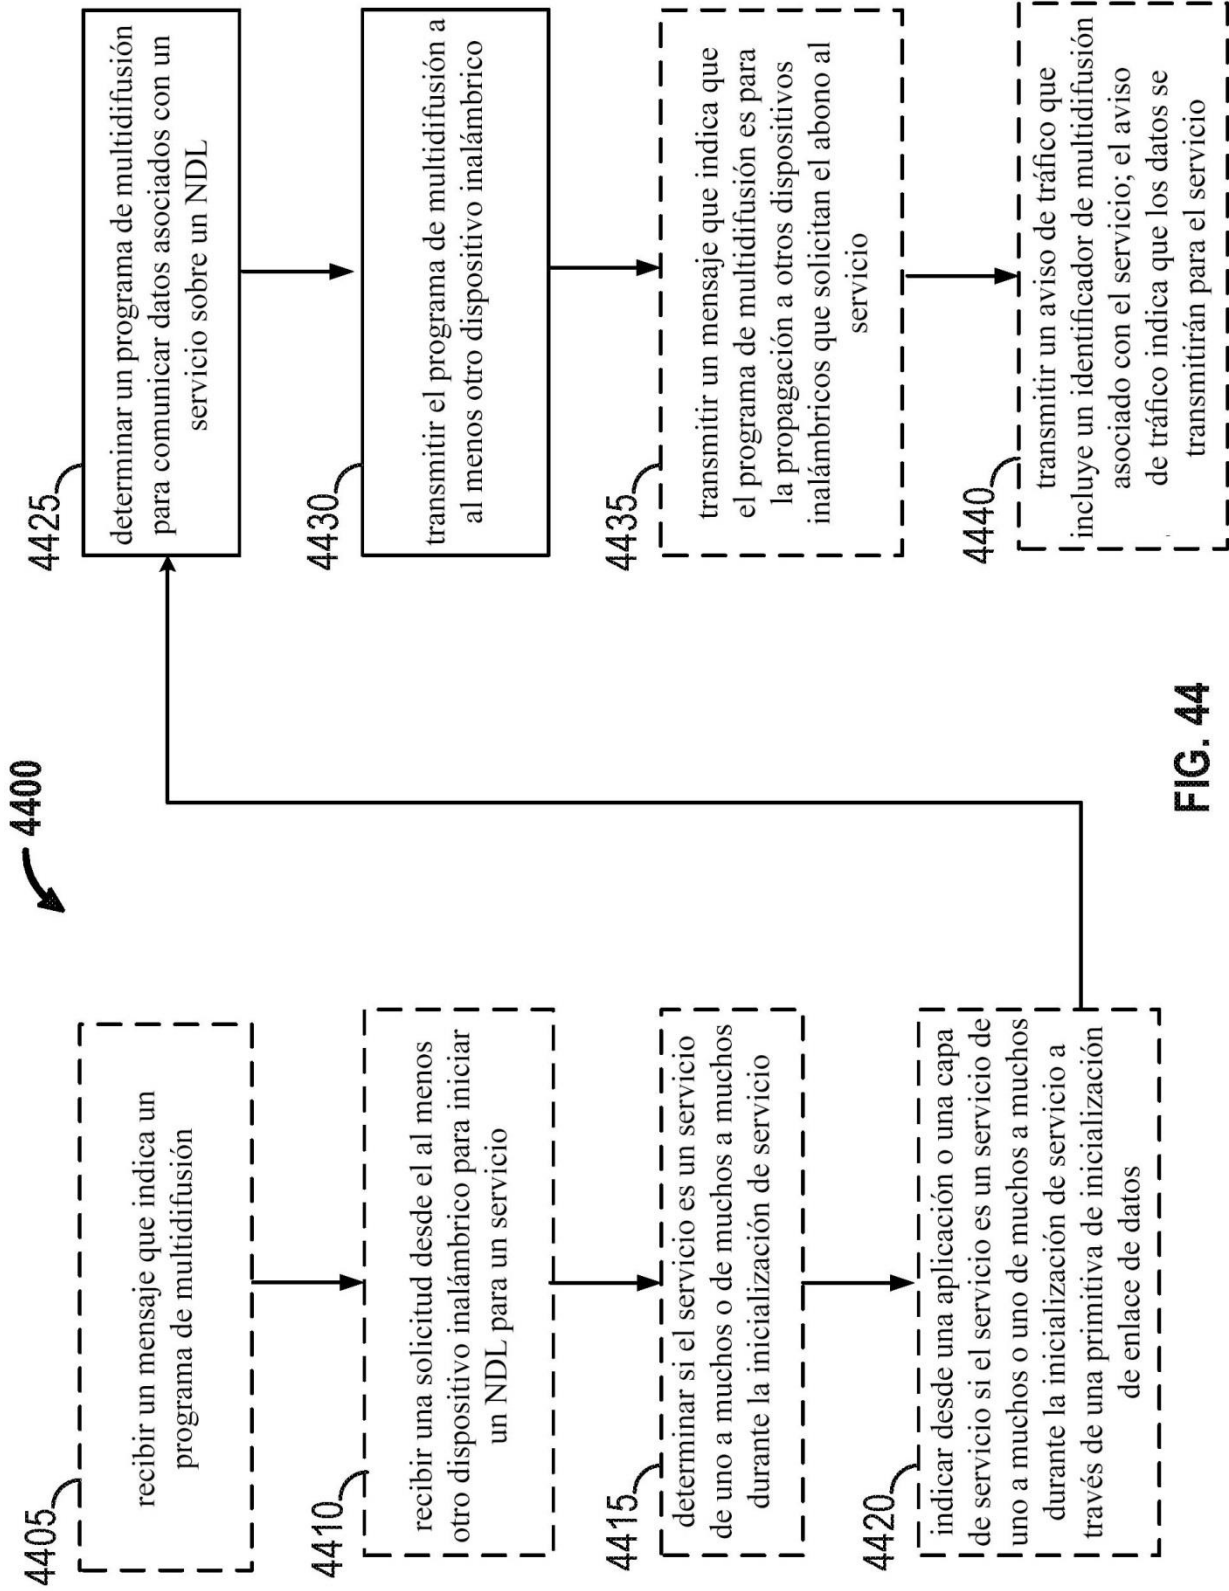 4400
4405
recibir un mensaje que indica un
programa de multidifusión
4410
recibir una solicitud desde el al menos
otro dispositivo inalámbrico para iniciar
un NDL para un servicio
4415
determinar si el servicio es un servicio
de uno a muchos o de muchos a muchos
durante la inicialización de servicio
4420
indicar desde una aplicación o una capa
de servicio si el servicio es un servicio de
uno a muchos o uno de muchos a muchos
durante la inicialización de servicio a
través de una primitiva de inicialización
de enlace de datos
4425
determinar un programa de multidifusión
para comunicar datos asociados con un
servicio sobre un NDL
4430
transmitir el programa de multidifusión a
al menos otro dispositivo inalámbrico
4435
transmitir un mensaje que indica que
el programa de multidifusión es para
la propagación a otros dispositivos
inalámbricos que solicitan el abono al
servicio
4440
transmitir un aviso de tráfico que
incluye un identificador de multidifusión
asociado con el servicio; el aviso
de tráfico indica que los datos se
transmitirán para el servicio
FIG. 44